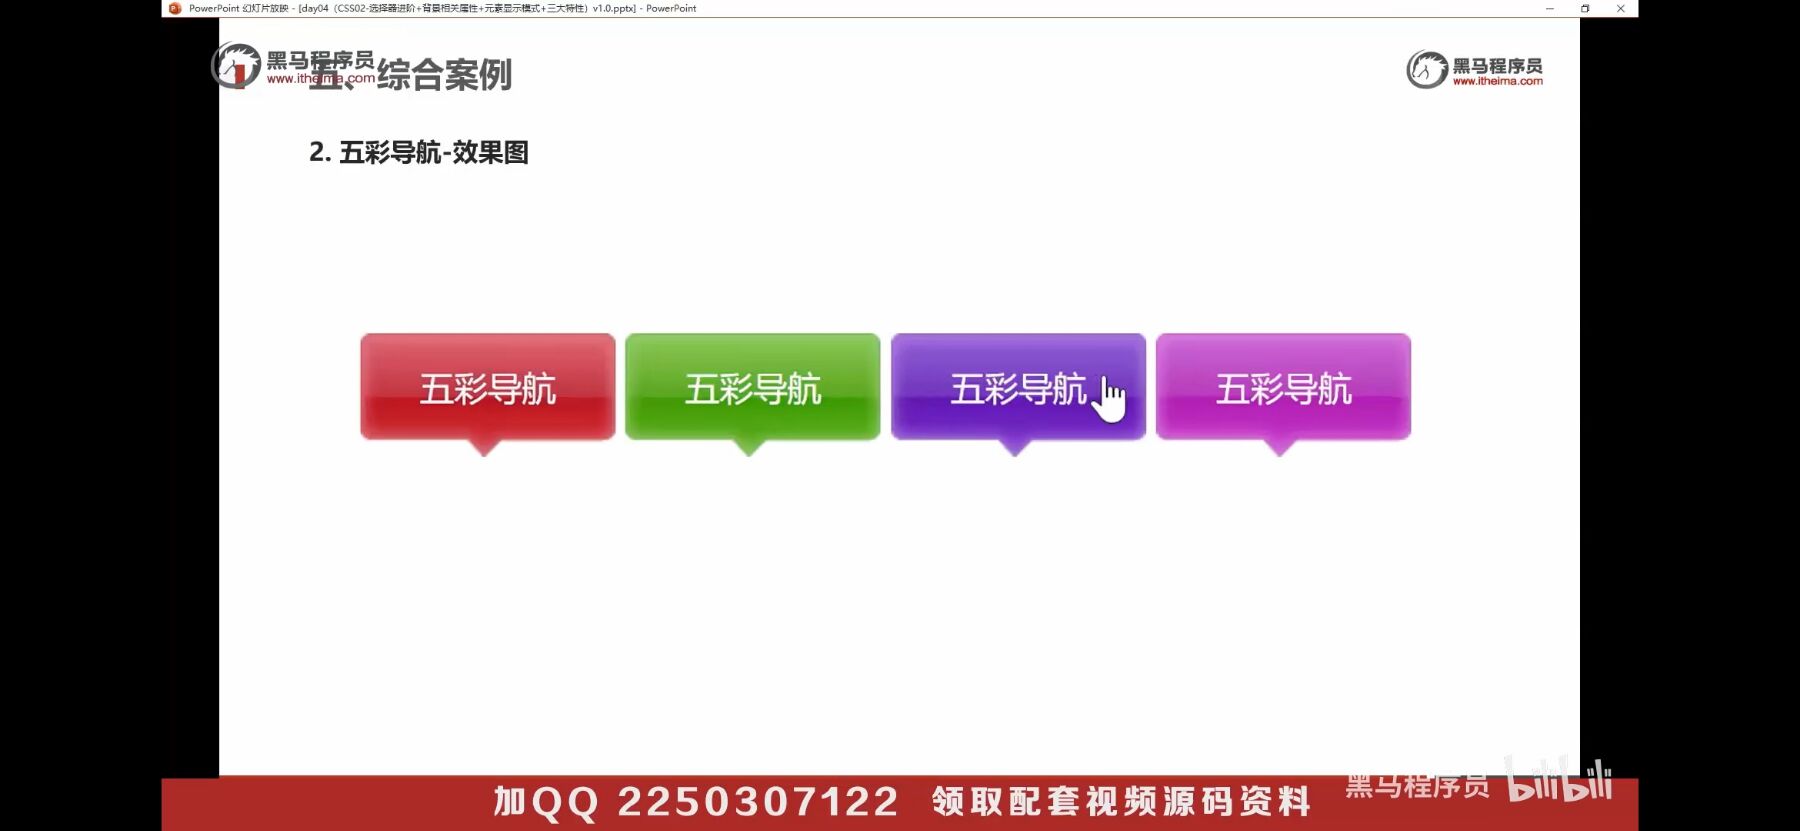 PowerPoint 幻灯片放映 - [day04（CSS02-选择器进阶+背景相关属性+元素显示模式+三大特性）v1.0.pptx] - PowerPoint
黑马程序员
www.itheima.com
五、综合案例
黑马程序员
www.itheima.com
2. 五彩导航-效果图
五彩导航 五彩导航 五彩导航 五彩导航
黑马程序员 bilibili
加QQ 2250307122 领取配套视频源码资料